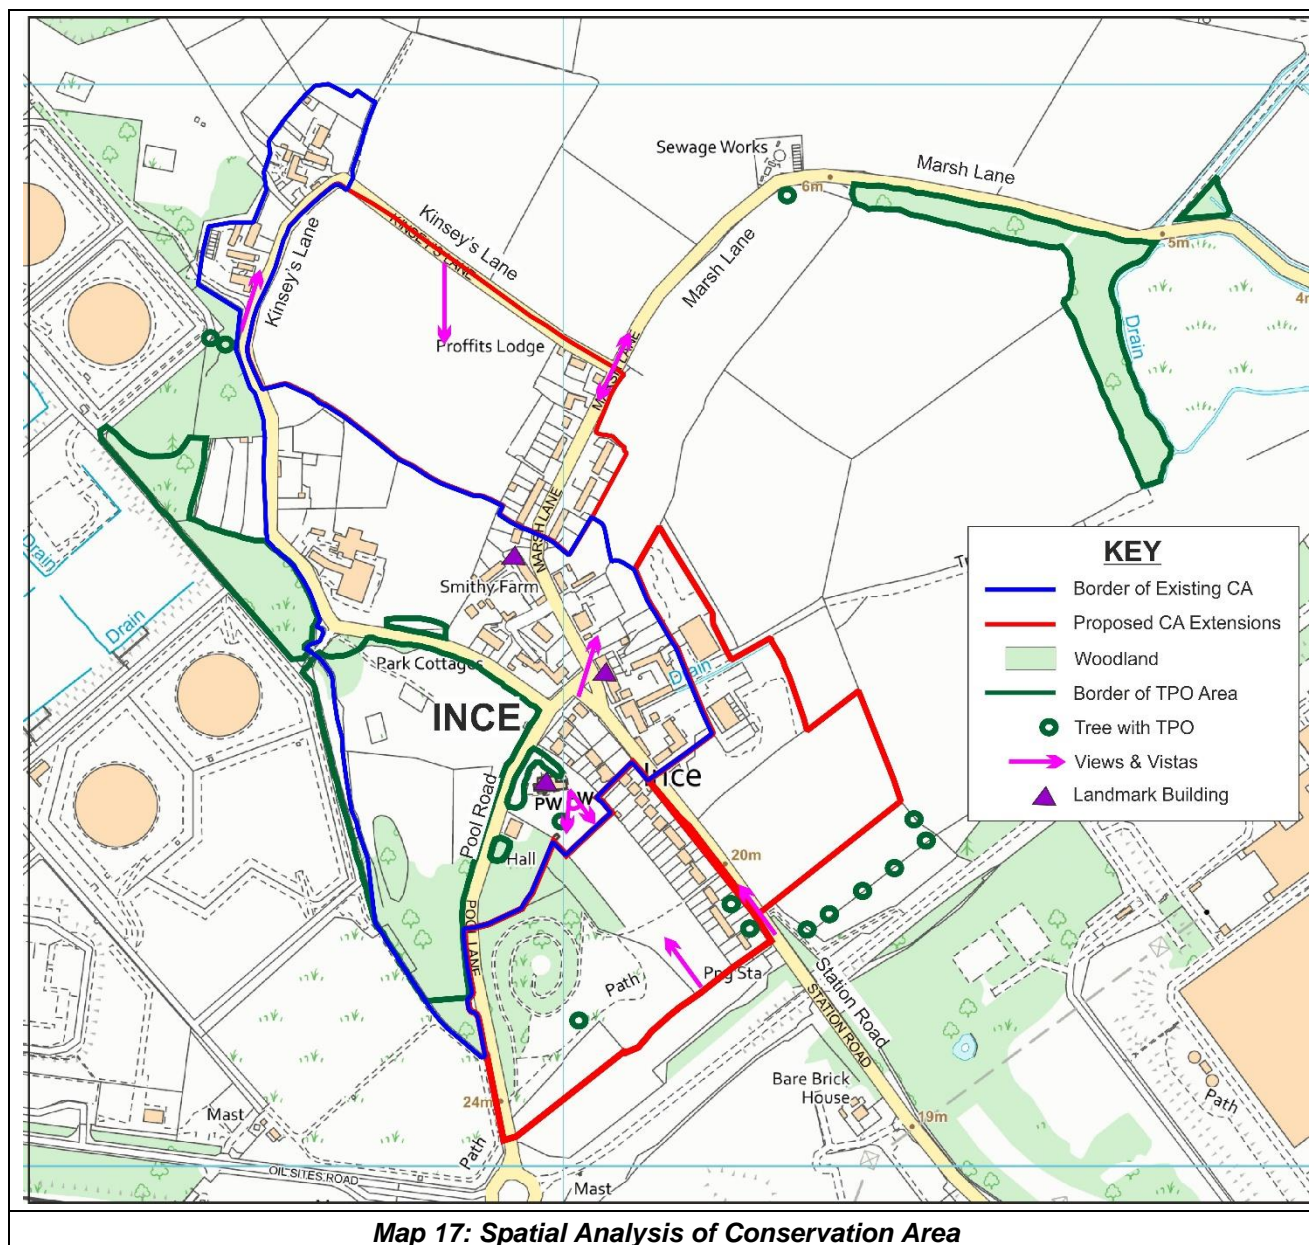 Sewage Works
Marsh Lane
6m
5m
4m
Kinsey's Lane
KINSEY'S LANE
Kinsey's Lane
Marsh Lane
Drain
Proffits Lodge
MARSH LANE
MARSH LANE
Drain
Drain
Smithy Farm
Park Cottages
Drain
INCE
Ince
Pool Road
PW
Hall
20m
POOL LANE
Path
Png Sta
Station Road
STATION ROAD
Bare Brick
House
24m
19m
Mast
Path
Path
OIL SITES ROAD
Mast
KEY
Border of Existing CA
Proposed CA Extensions
Woodland
Border of TPO Area
Tree with TPO
Views & Vistas
Landmark Building
Map 17: Spatial Analysis of Conservation Area